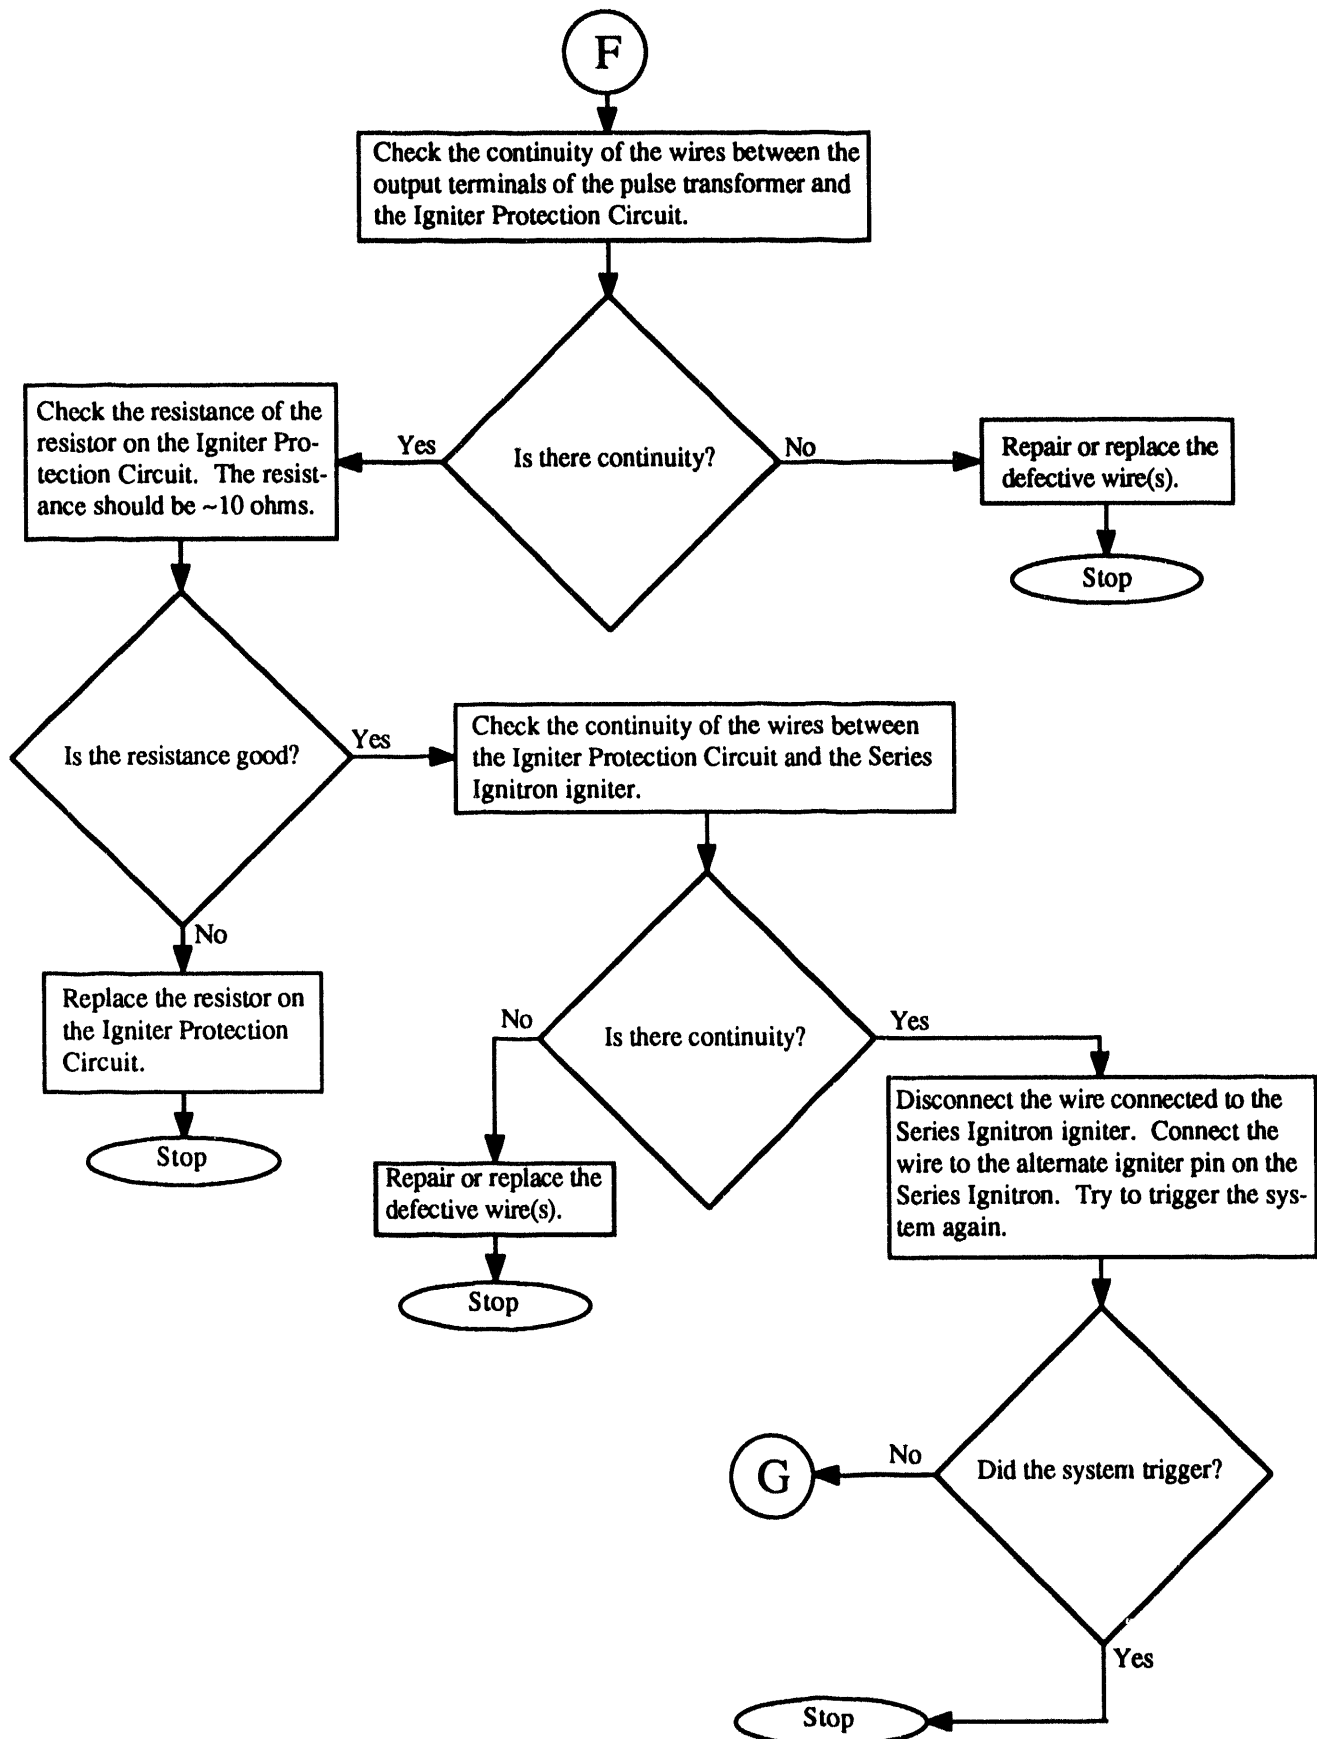 F
Check the continuity of the wires between the
output terminals of the pulse transformer and
the Igniter Protection Circuit.
Check the resistance of the
resistor on the Igniter Pro-
tection Circuit. The resist-
ance should be ~10 ohms.
Yes
Is there continuity?
No
Repair or replace the
defective wire(s).
Stop
Is the resistance good?
Yes
Check the continuity of the wires between
the Igniter Protection Circuit and the Series
Ignitron igniter.
No
Replace the resistor on
the Igniter Protection
Circuit.
Stop
No
Is there continuity?
Yes
Repair or replace the
defective wire(s).
Stop
Disconnect the wire connected to the
Series Ignitron igniter. Connect the
wire to the alternate igniter pin on the
Series Ignitron. Try to trigger the sys-
tem again.
G
No
Did the system trigger?
Yes
Stop